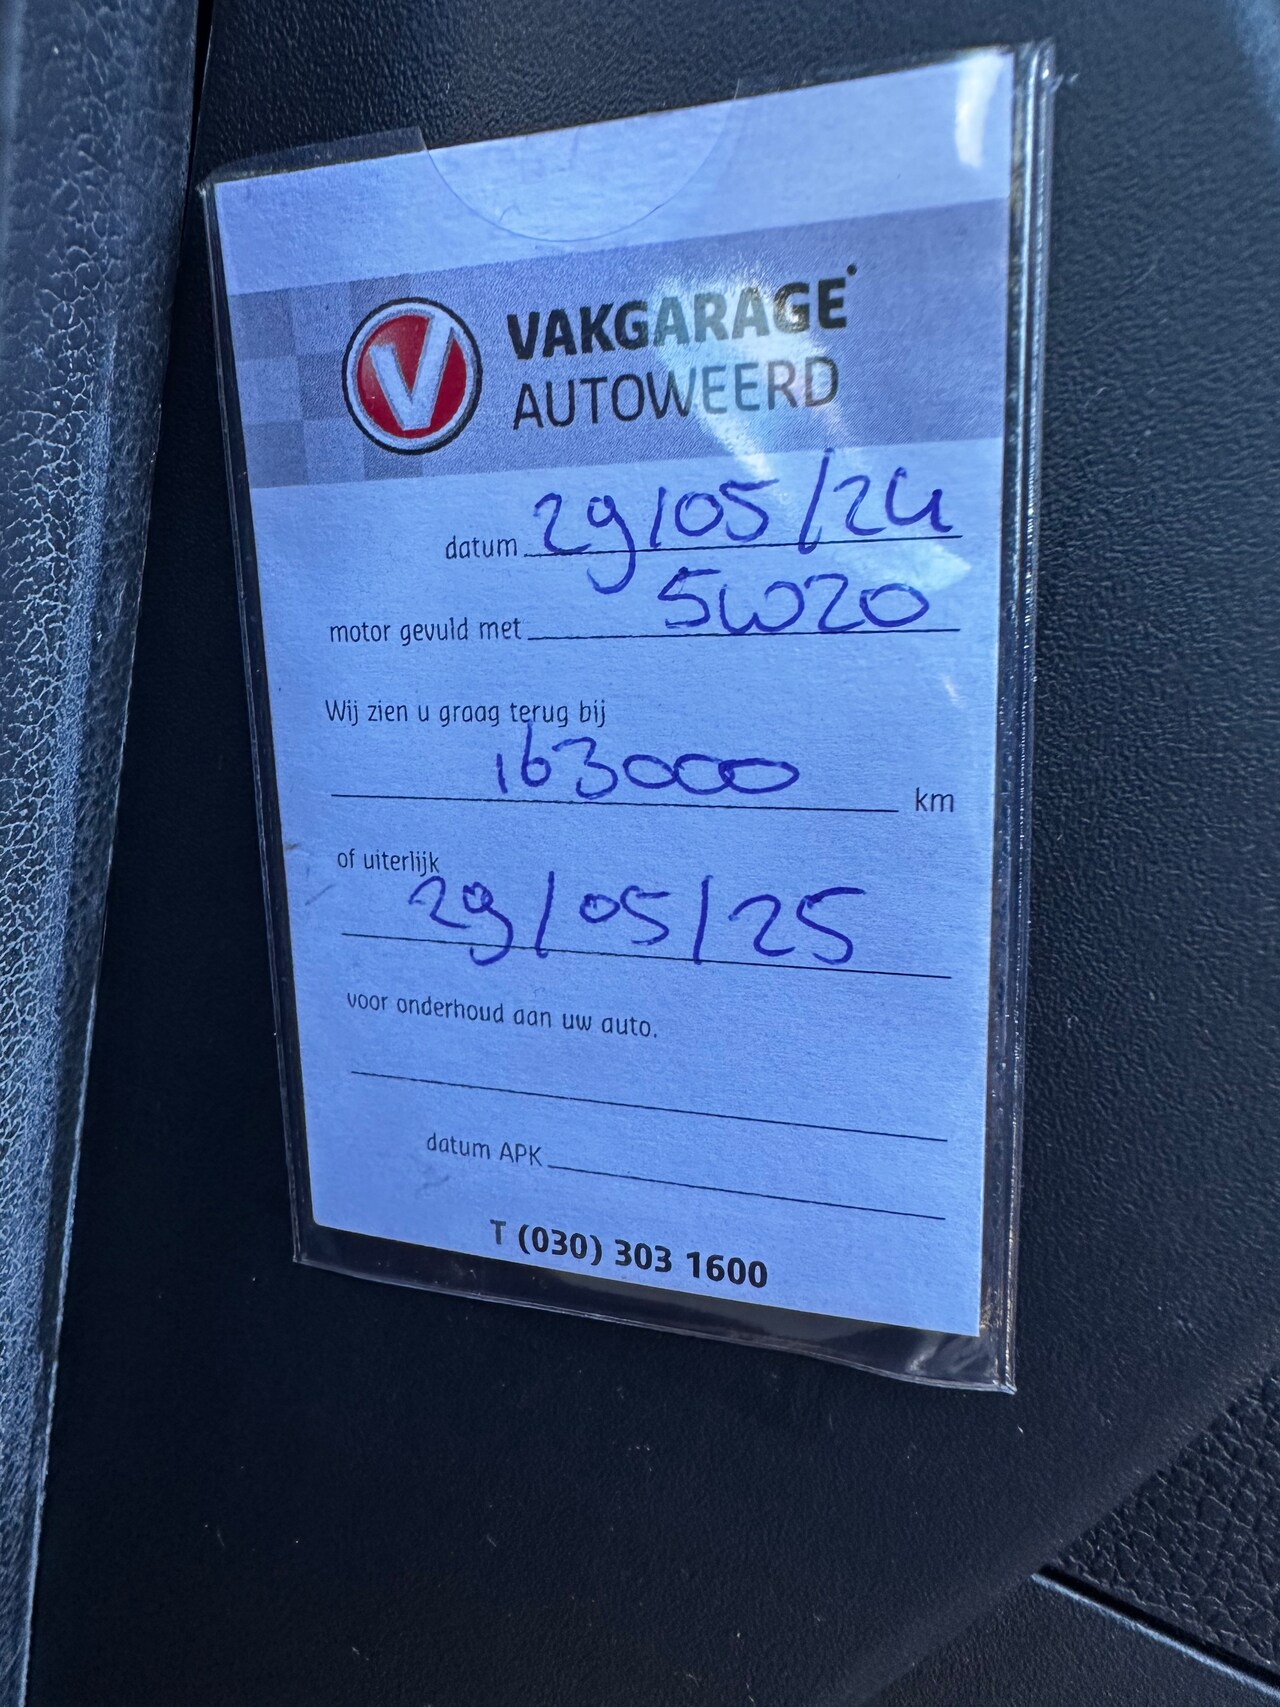 V VAKGARAGE
AUTOWEERD
datum 29/05/24
motor gevuld met 5W20
Wij zien u graag terug bij
163000 km
of uiterlijk
29/05/25
voor onderhoud aan uw auto.
datum APK
T (030) 303 1600